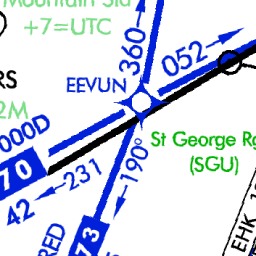 Mountain Std
+7=UTC
360
052
EEVUN
RS
2M
000D
St George Rg
(SGU)
70
231
190°
42
RED
73
EHK